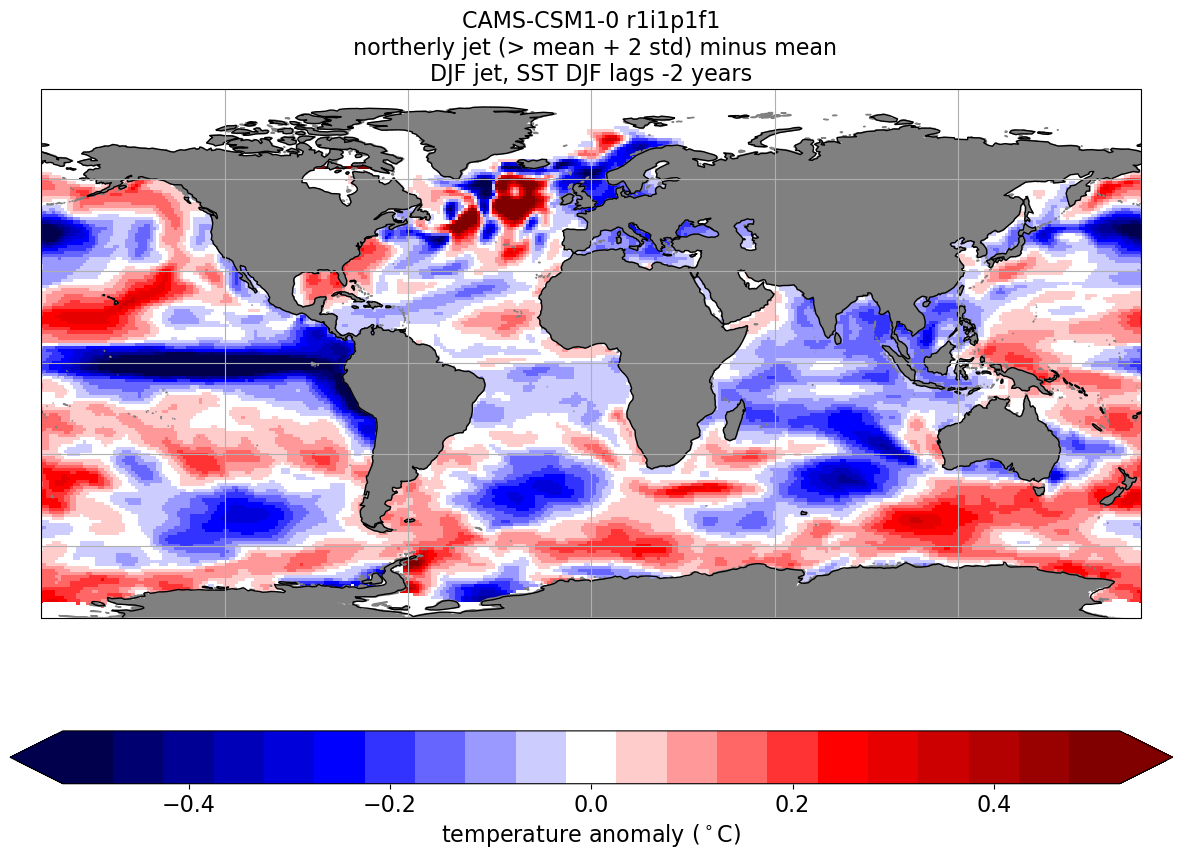 CAMS-CSM1-0 r1i1p1f1
northerly jet (> mean + 2 std) minus mean
DJF jet, SST DJF lags -2 years
−0.4 −0.2 0.0 0.2 0.4
temperature anomaly (°C)